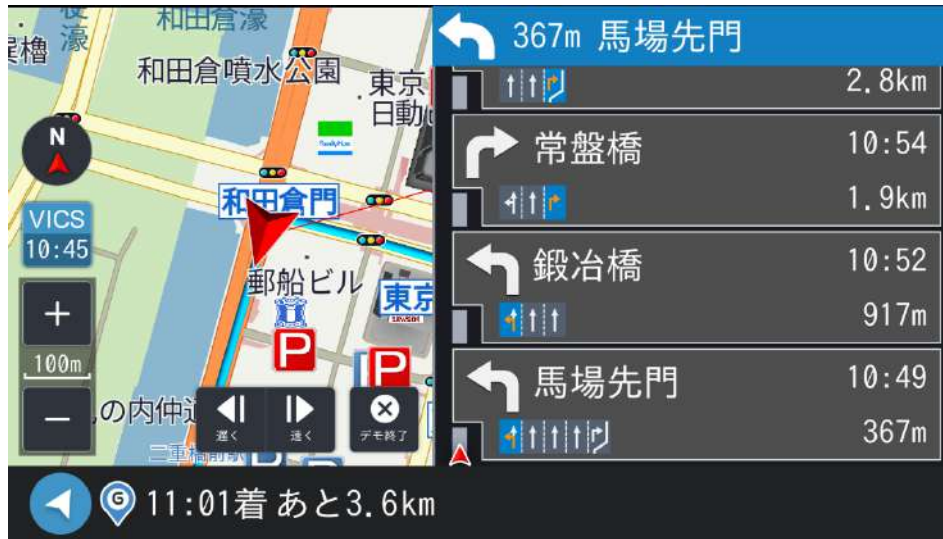 和田倉濠
濠
櫓
和田倉噴水公園
東京
日動
FamilyMart
N
和田倉門
VICS
10:45
郵船ビル
東京
LAWSON
P
P
+
100m
−
の内仲通
二重橋前駅
遅く
速く
デモ終了
367m 馬場先門
2.8km
常盤橋
10:54
1.9km
鍛冶橋
10:52
917m
馬場先門
10:49
367m
G
11:01着 あと3.6km